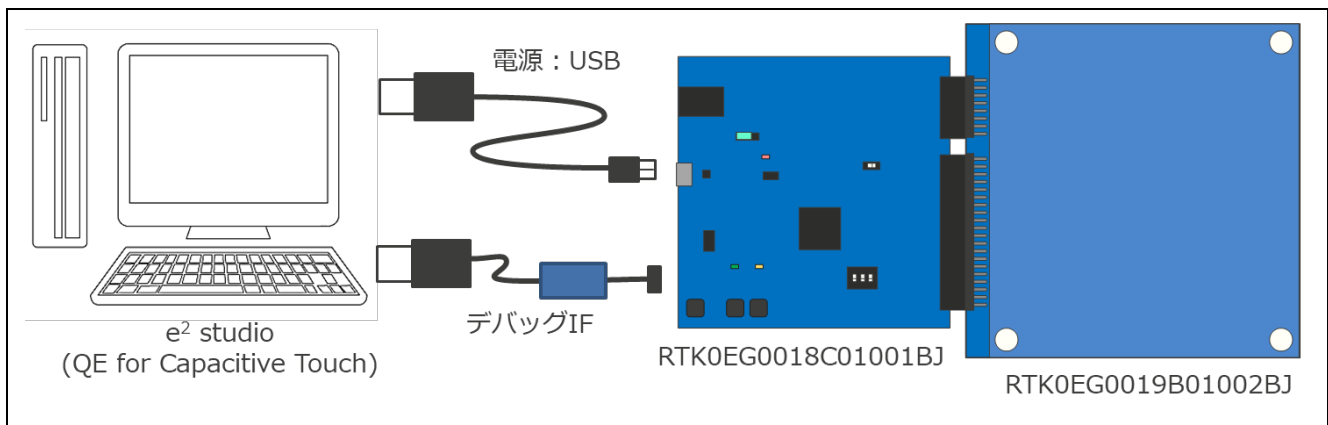 電源：USB
デバッグIF
e² studio
(QE for Capacitive Touch)
RTK0EG0018C01001BJ
RTK0EG0019B01002BJ